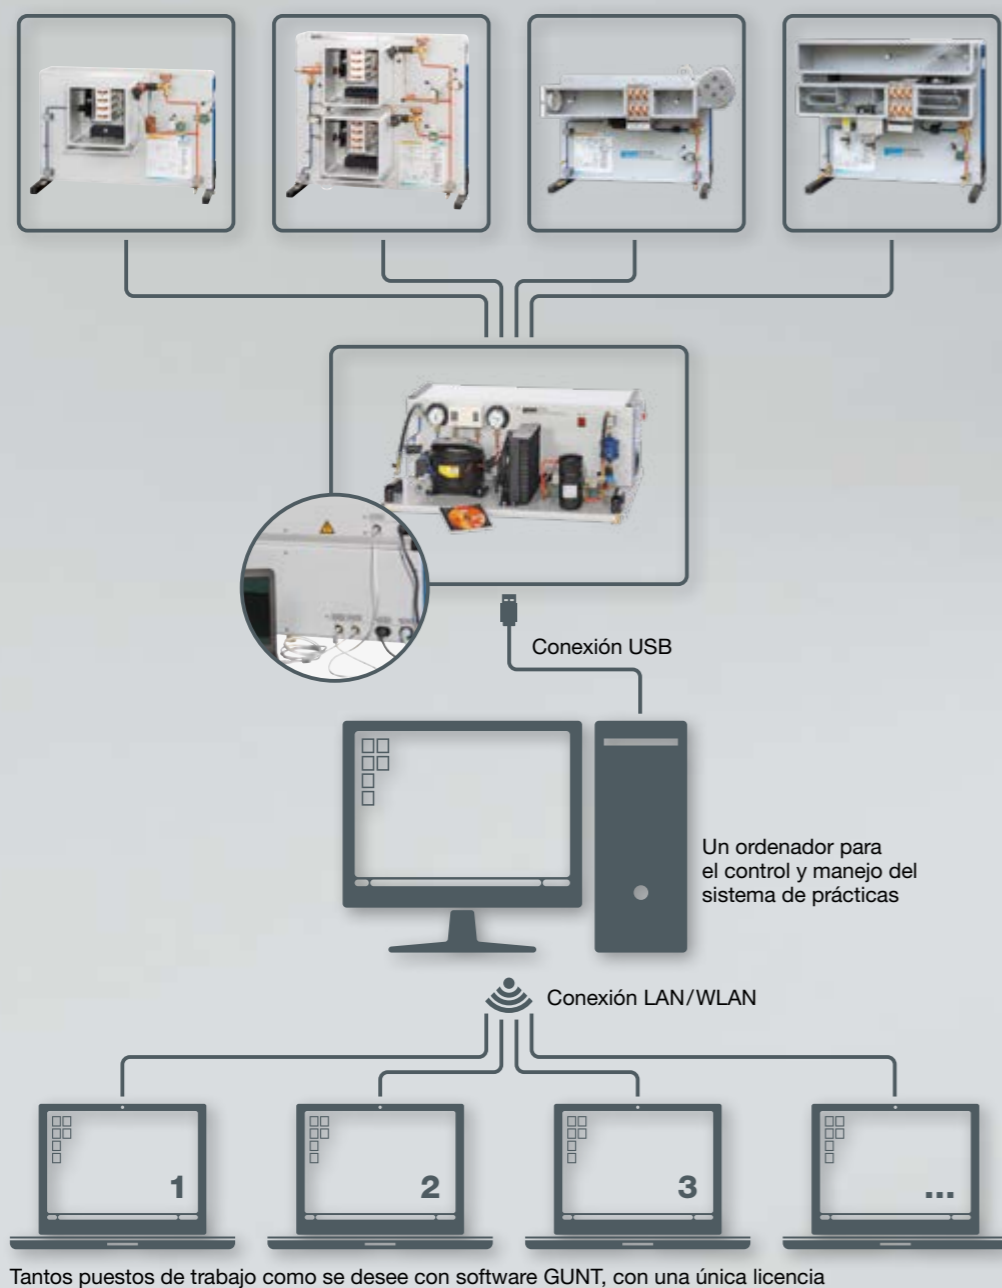 Conexión USB
Un ordenador para
el control y manejo del
sistema de prácticas
Conexión LAN/WLAN
1
2
3
...
Tantos puestos de trabajo como se desee con software GUNT, con una única licencia